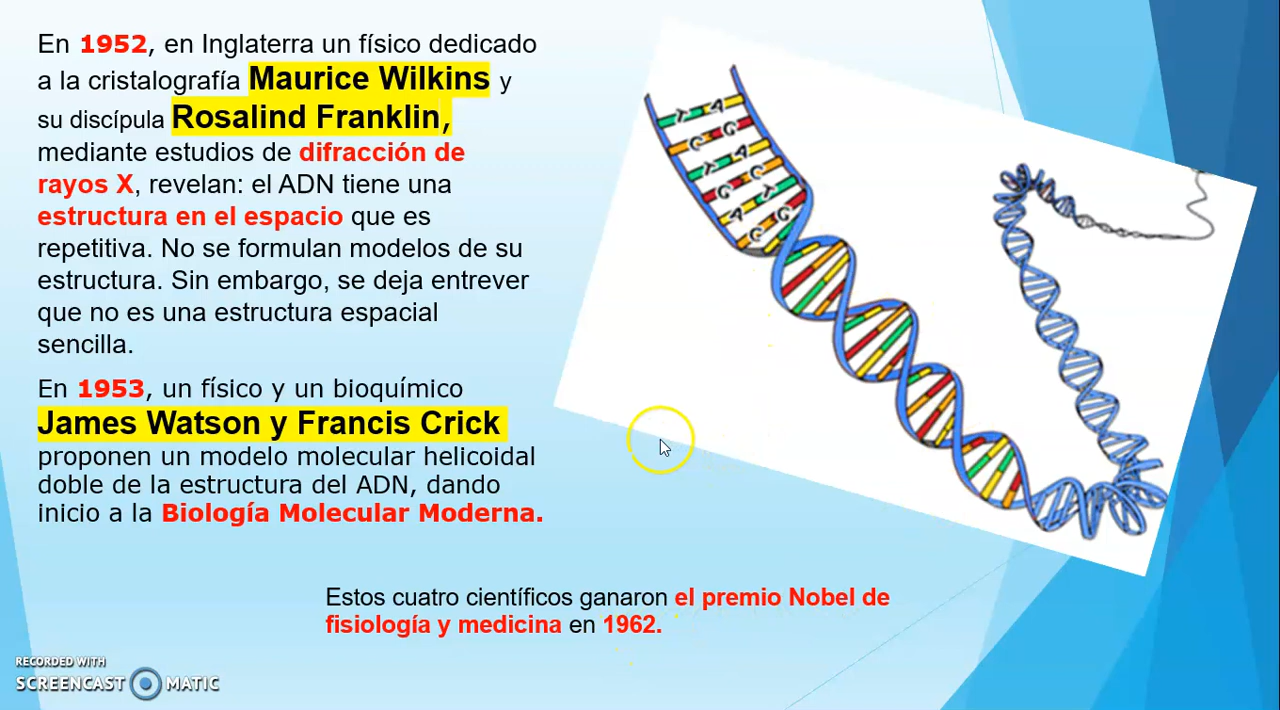 En 1952, en Inglaterra un físico dedicado
a la cristalografía Maurice Wilkins y
su discípula Rosalind Franklin,
mediante estudios de difracción de
rayos X, revelan: el ADN tiene una
estructura en el espacio que es
repetitiva. No se formulan modelos de su
estructura. Sin embargo, se deja entrever
que no es una estructura espacial
sencilla.
En 1953, un físico y un bioquímico
James Watson y Francis Crick
proponen un modelo molecular helicoidal
doble de la estructura del ADN, dando
inicio a la Biología Molecular Moderna.
T A
C G
T A
G C
A T
C G
Estos cuatro científicos ganaron el premio Nobel de
fisiología y medicina en 1962.
RECORDED WITH
SCREENCAST MATIC